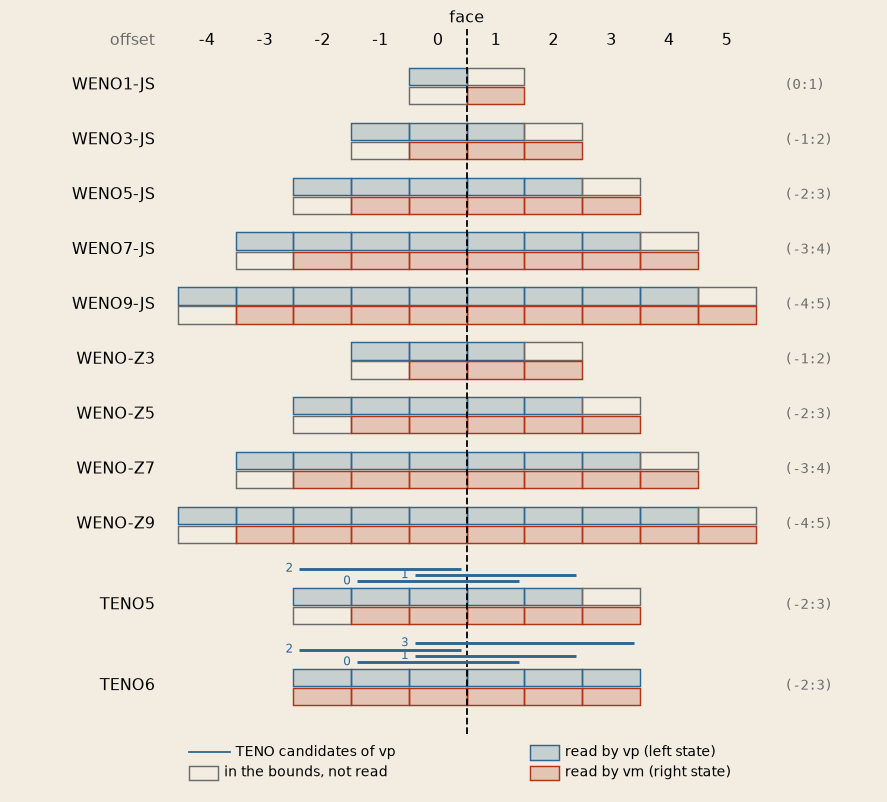 face
offset -4 -3 -2 -1 0 1 2 3 4 5
WENO1-JS (0:1)
WENO3-JS (-1:2)
WENO5-JS (-2:3)
WENO7-JS (-3:4)
WENO9-JS (-4:5)
WENO-Z3 (-1:2)
WENO-Z5 (-2:3)
WENO-Z7 (-3:4)
WENO-Z9 (-4:5)
2
1
0
TENO5 (-2:3)
3
2
1
0
TENO6 (-2:3)
TENO candidates of vp read by vp (left state)
in the bounds, not read read by vm (right state)